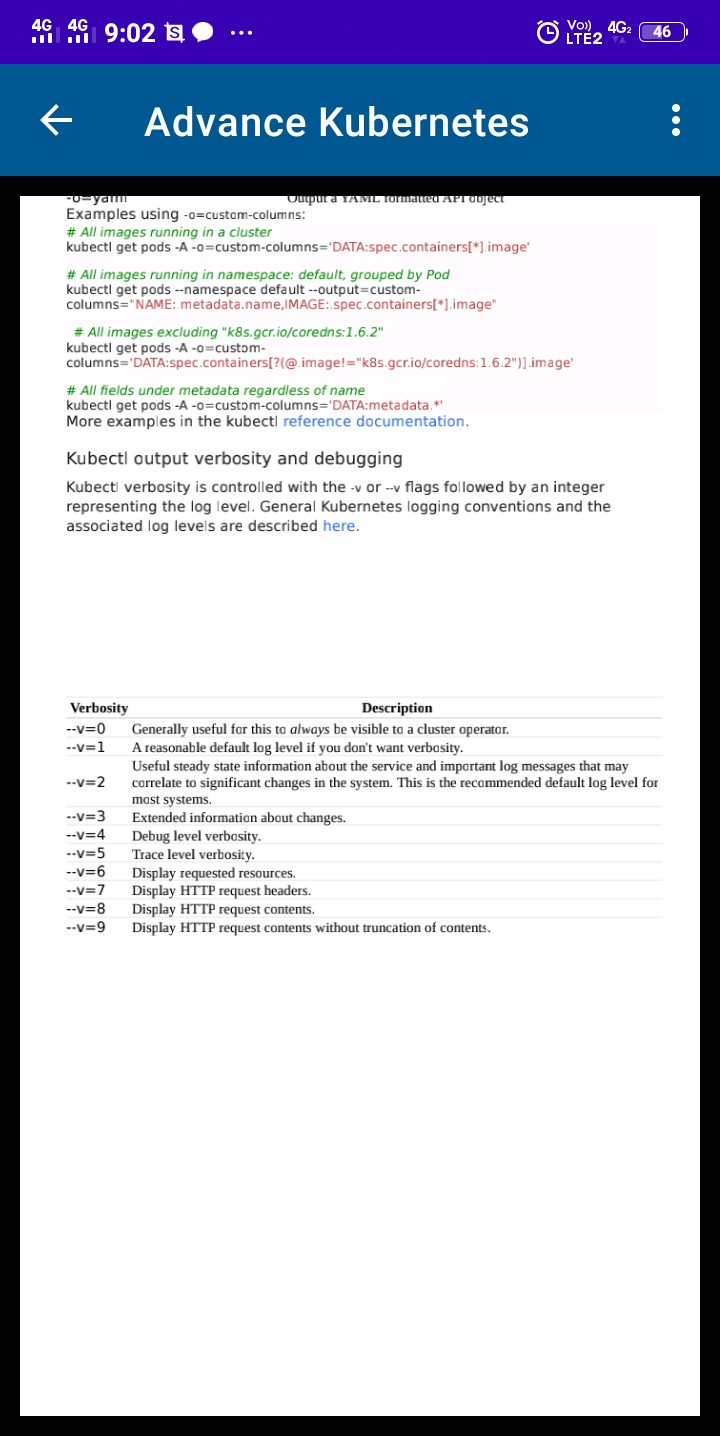 4G 4G 9:02 S ... Vo)) LTE2 4G2 46
Advance Kubernetes
-o=yaml Output a YAML formatted API object
Examples using -o=custom-columns:
# All images running in a cluster
kubectl get pods -A -o=custom-columns='DATA:spec.containers[*].image'
# All images running in namespace: default, grouped by Pod
kubectl get pods --namespace default --output=custom-
columns="NAME:.metadata.name,IMAGE:.spec.containers[*].image"
# All images excluding "k8s.gcr.io/coredns:1.6.2"
kubectl get pods -A -o=custom-
columns='DATA:spec.containers[?(@.image!="k8s.gcr.io/coredns:1.6.2")].image'
# All fields under metadata regardless of name
kubectl get pods -A -o=custom-columns='DATA:metadata.*'
More examples in the kubectl reference documentation.
Kubectl output verbosity and debugging
Kubectl verbosity is controlled with the -v or --v flags followed by an integer
representing the log level. General Kubernetes logging conventions and the
associated log levels are described here.
Verbosity Description
--v=0 Generally useful for this to always be visible to a cluster operator.
--v=1 A reasonable default log level if you don't want verbosity.
Useful steady state information about the service and important log messages that may
--v=2 correlate to significant changes in the system. This is the recommended default log level for
most systems.
--v=3 Extended information about changes.
--v=4 Debug level verbosity.
--v=5 Trace level verbosity.
--v=6 Display requested resources.
--v=7 Display HTTP request headers.
--v=8 Display HTTP request contents.
--v=9 Display HTTP request contents without truncation of contents.